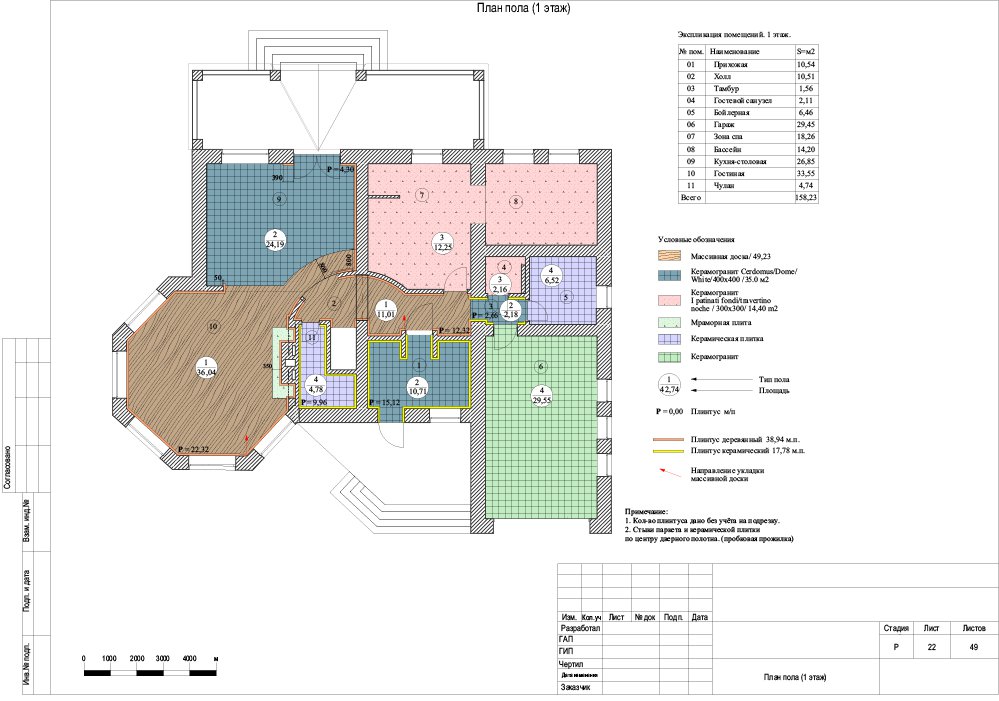 План пола (1 этаж)
Экспликация помещений. 1 этаж.
№ пом. Наименование S=м2
01 Прихожая 10,54
02 Холл 10,51
03 Тамбур 1,56
04 Гостевой санузел 2,11
05 Бойлерная 6,46
06 Гараж 29,45
07 Зона спа 18,26
08 Бассейн 14,20
09 Кухня-столовая 26,85
10 Гостиная 33,55
11 Чулан 4,74
Всего 158,23
Условные обозначения
Массивная доска/ 49,23
Керамогранит Cerdomus/Dome/
White/400x400 /35.0 м2
Керамогранит
I patinati fondi/travertino
noche / 300x300/ 14,40 m2
Мраморная плита
Керамическая плитка
Керамогранит
1
42,74
Тип пола
Площадь
P = 0,00 Плинтус м/п
Плинтус деревянный 38,94 м.п.
Плинтус керамический 17,78 м.п.
Направление укладки
массивной доски
Примечание:
1. Кол-во плинтуса дано без учёта на подрезку.
2. Стыки паркета и керамической плитки
по центру дверного полотна. (пробковая прожилка)
390
P = 4,30
9
2
24,19
7
8
3
12,25
50
800
800
4
3
2,16
4
6,52
5
3
P = 2,66
2
2,18
2
1
11,01
P = 12,32
10
1
36,04
350
11
4
4,78
P = 9,96
1
2
10,71
P = 15,12
6
4
29,55
P = 22,32
0 1000 2000 3000 4000 м
Согласовано
Взам. инд.№
Подп. и дата
Инв.№ подл.
Изм. Кол.уч Лист № док Подп. Дата
Разработал
ГАП
ГИП
Чертил
Дата изменения
Заказчик
Стадия Лист Листов
Р 22 49
План пола (1 этаж)